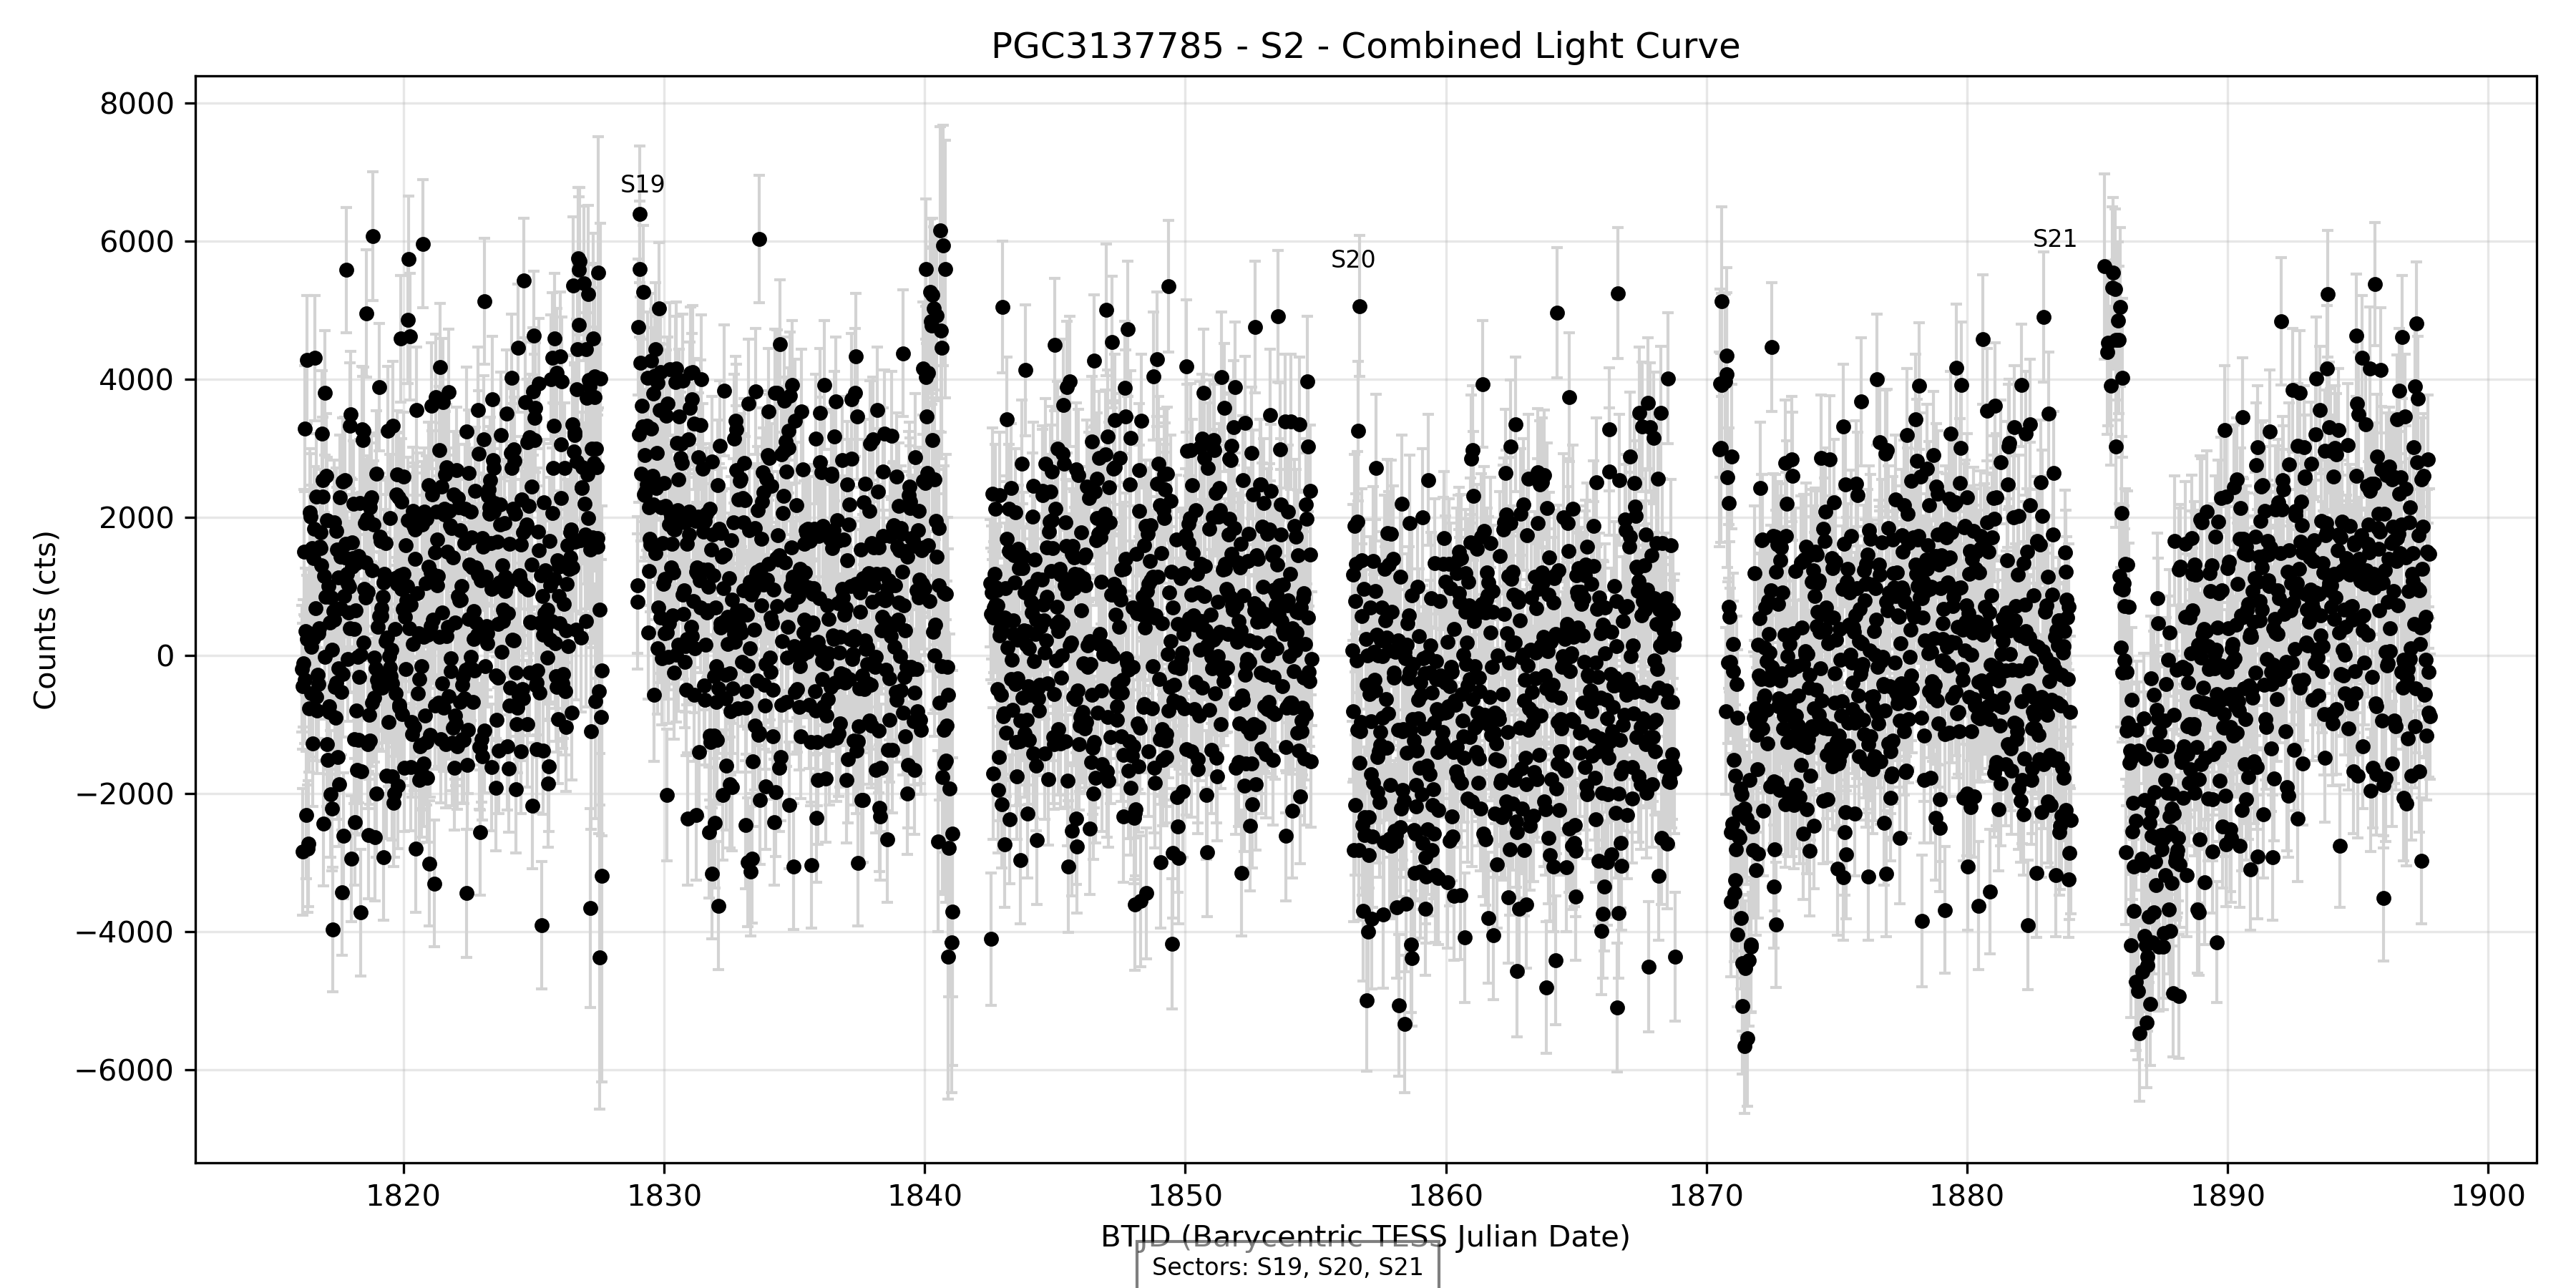 PGC3137785 - S2 - Combined Light Curve
Counts (cts)
8000
6000
4000
2000
0
−2000
−4000
−6000
S19
S20
S21
1820
1830
1840
1850
1860
1870
1880
1890
1900
BTJD (Barycentric TESS Julian Date)
Sectors: S19, S20, S21